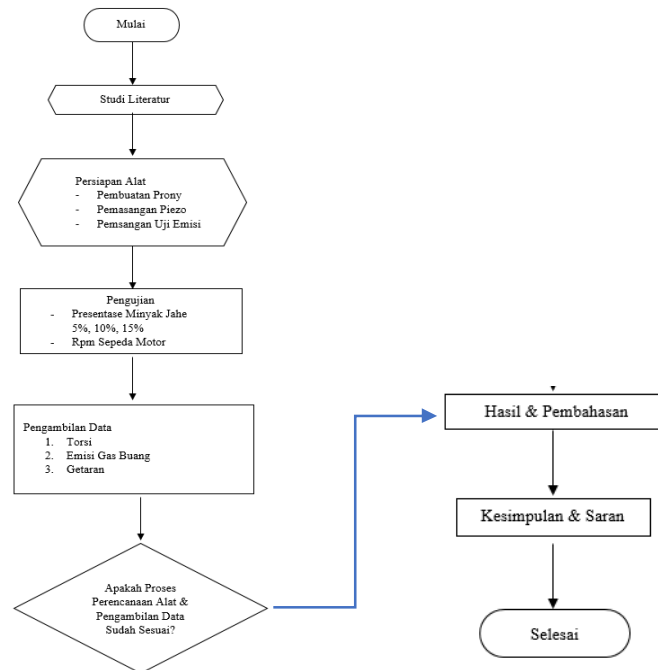 Mulai
Studi Literatur
Persiapan Alat
- Pembuatan Prony
- Pemasangan Piezo
- Pemsangan Uji Emisi
Pengujian
- Presentase Minyak Jahe
5%, 10%, 15%
- Rpm Sepeda Motor
Pengambilan Data
1. Torsi
2. Emisi Gas Buang
3. Getaran
Apakah Proses
Perencanaan Alat &
Pengambilan Data
Sudah Sesuai?
Hasil & Pembahasan
Kesimpulan & Saran
Selesai